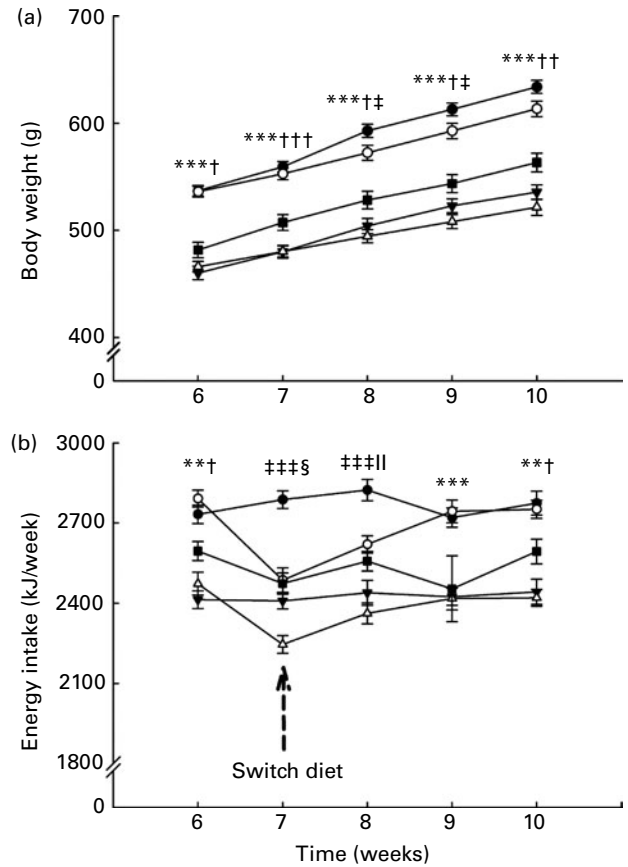 (a)
700
600
500
400
0
Body weight (g)
***†
***†††
***†‡
***†‡
***††
6 7 8 9 10
(b)
3000
2700
2400
2100
1800
0
Energy intake (kJ/week)
**†
‡‡‡§
‡‡‡||
***
**†
Switch diet
6 7 8 9 10
Time (weeks)